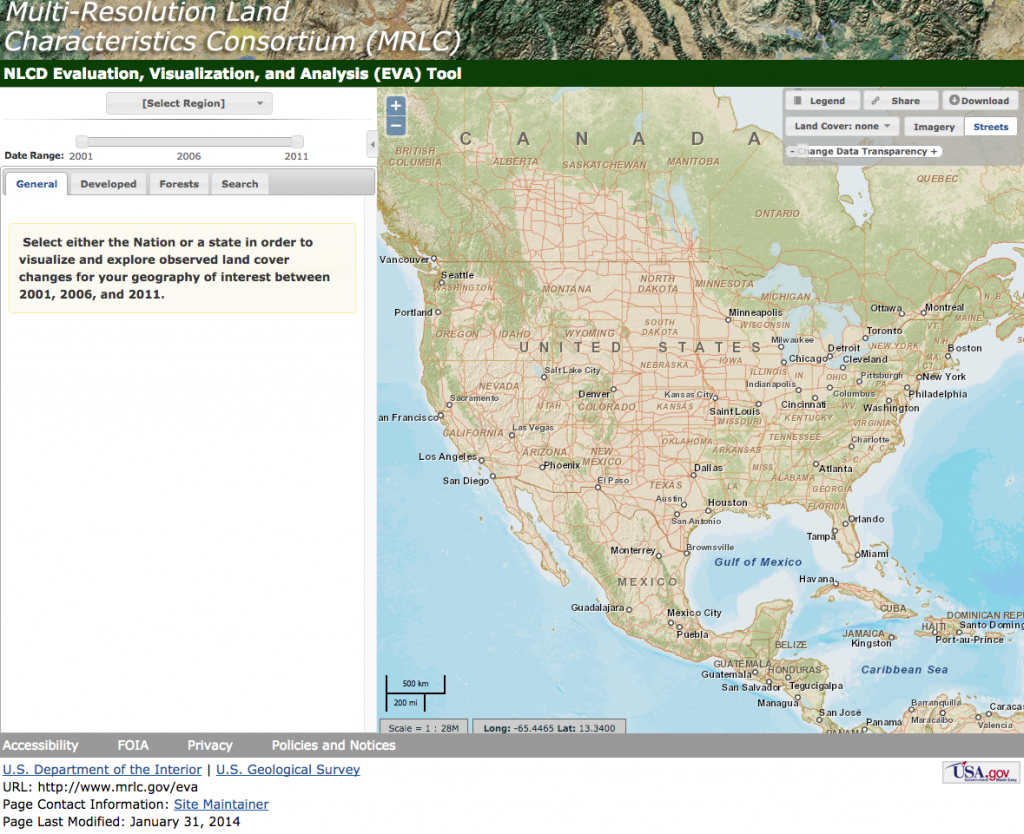 Multi-Resolution Land
Characteristics Consortium (MRLC)
NLCD Evaluation, Visualization, and Analysis (EVA) Tool
[Select Region]
Date Range: 2001 2006 2011
General Developed Forests Search
Select either the Nation or a state in order to
visualize and explore observed land cover
changes for your geography of interest between
2001, 2006, and 2011.
+
−
Legend Share Download
Land Cover: none Imagery Streets
- Change Data Transparency +
CANADA
BRITISH
COLUMBIA
ALBERTA
SASKATCHEWAN
MANITOBA
QUEBEC
ONTARIO
Vancouver
Seattle
WASHINGTON
MONTANA
NORTH
DAKOTA
MINNESOTA
MICHIGAN
Ottawa
Montreal
N.B
MAINE
Portland
Minneapolis
WISCONSIN
Toronto
VT.
N.H
OREGON
IDAHO
WYOMING
SOUTH
DAKOTA
UNITED STATES
Milwaukee
Detroit
NEW YORK
MA
Boston
IOWA
Chicago
Cleveland
CT.
Salt Lake City
NEBRASKA
ILLINOIS
IN.
OHIO
Pittsburgh
PA
New York
NEVADA
Indianapolis
Columbus
Philadelphia
Sacramento
UTAH
Denver
COLORADO
Kansas City
KANSAS
Saint Louis
MISSOURI
Cincinnati
WV
Washington
an Francisco
KENTUCKY
VIRGINIA
CALIFORNIA
Las Vegas
OKLAHOMA
TENNESSEE
Charlotte
N C
ARKANSAS
Los Angeles
ARIZONA
NEW
MEXICO
Phoenix
Dallas
MISS
ALABAMA
Atlanta
S C
San Diego
El Paso
TEXAS
LA
GEORGIA
Austin
Houston
FLORIDA
San Antonio
Orlando
Tampa
Monterrey
Brownsville
Miami
Gulf of Mexico
MEXICO
Havana
Guadalajara
Mexico City
CUBA
DOMINICAN REPI
Puebla
HAITI
Santo Doming
JAMAICA
Kingston
Port-au-Prince
BELIZE
GUATEMALA
HONDURAS
Guatemala
Caribbean Sea
San Salvador
Tegucigalpa
Managua
Barranquilla
Caracas
San José
Maracaibo
Panama
Valencia
PANAMA
500 km
200 mi
Scale = 1 : 28M
Long: -65.4465 Lat: 13.3400
Accessibility FOIA Privacy Policies and Notices
U.S. Department of the Interior | U.S. Geological Survey
URL: http://www.mrlc.gov/eva
Page Contact Information: Site Maintainer
Page Last Modified: January 31, 2014
USA.gov